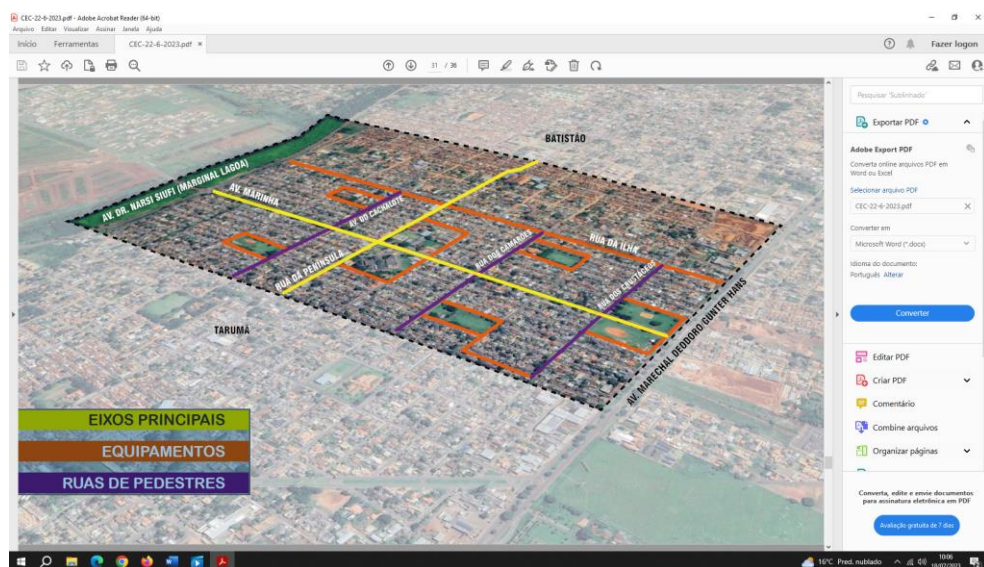 CEC-22-6-2023.pdf - Adobe Acrobat Reader (64-bit)
Arquivo Editar Visualizar Assinar Janela Ajuda
Início Ferramentas CEC-22-6-2023.pdf × Fazer logon
31 / 36
Pesquisar 'Sublinhado'
Exportar PDF
Adobe Export PDF
Converta online arquivos PDF em
Word ou Excel
Selecionar arquivo PDF
CEC-22-6-2023.pdf
Converter em
Microsoft Word (*.docx)
Idioma do documento:
Português Alterar
Converter
Editar PDF
Criar PDF
Comentário
Combine arquivos
Organizar páginas
Converta, edite e envie documentos
para assinatura eletrônica em PDF
Avaliação gratuita de 7 dias
BATISTÃO
AV. DR. NARSI SIUFI (MARGINAL LAGOA)
AV. MARINHA
AV. DO CACHALOTE
RUA DA PENÍNSULA
RUA DOS CAMARÕES
RUA DA ILHA
RUA DOS CRUSTÁCEOS
AV. MARECHAL DEODORO/GUNTER HANS
TARUMÃ
EIXOS PRINCIPAIS
EQUIPAMENTOS
RUAS DE PEDESTRES
16°C Pred. nublado
10:06
18/07/2023